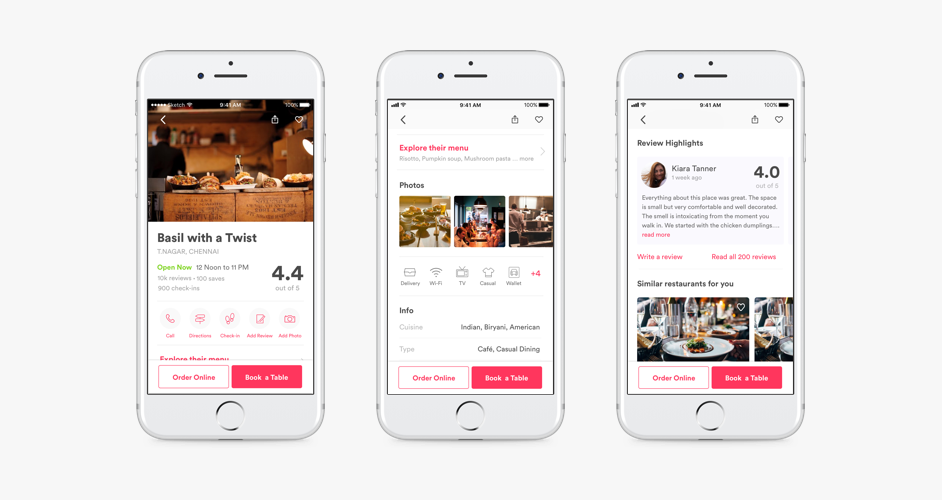 Sketch 9:41 AM 100%
Basil with a Twist
T.NAGAR, CHENNAI
Open Now 12 Noon to 11 PM
10k reviews • 100 saves
900 check-ins
4.4
out of 5
Call Directions Check-in Add Review Add Photo
Explore their menu
Order Online Book a Table
9:41 AM 100%
Explore their menu
Risotto, Pumpkin soup, Mushroom pasta ... more
Photos
Delivery Wi-Fi TV Casual Wallet +4
Info
Cuisine Indian, Biryani, American
Type Café, Casual Dining
Order Online Book a Table
9:41 AM 100%
Review Highlights
Kiara Tanner
1 week ago
4.0
out of 5
Everything about this place was great. The space
is small but very comfortable and well decorated.
The smell is intoxicating from the moment you
walk in. We started with the chicken dumplings....
read more
Write a review Read all 200 reviews
Similar restaurants for you
Order Online Book a Table